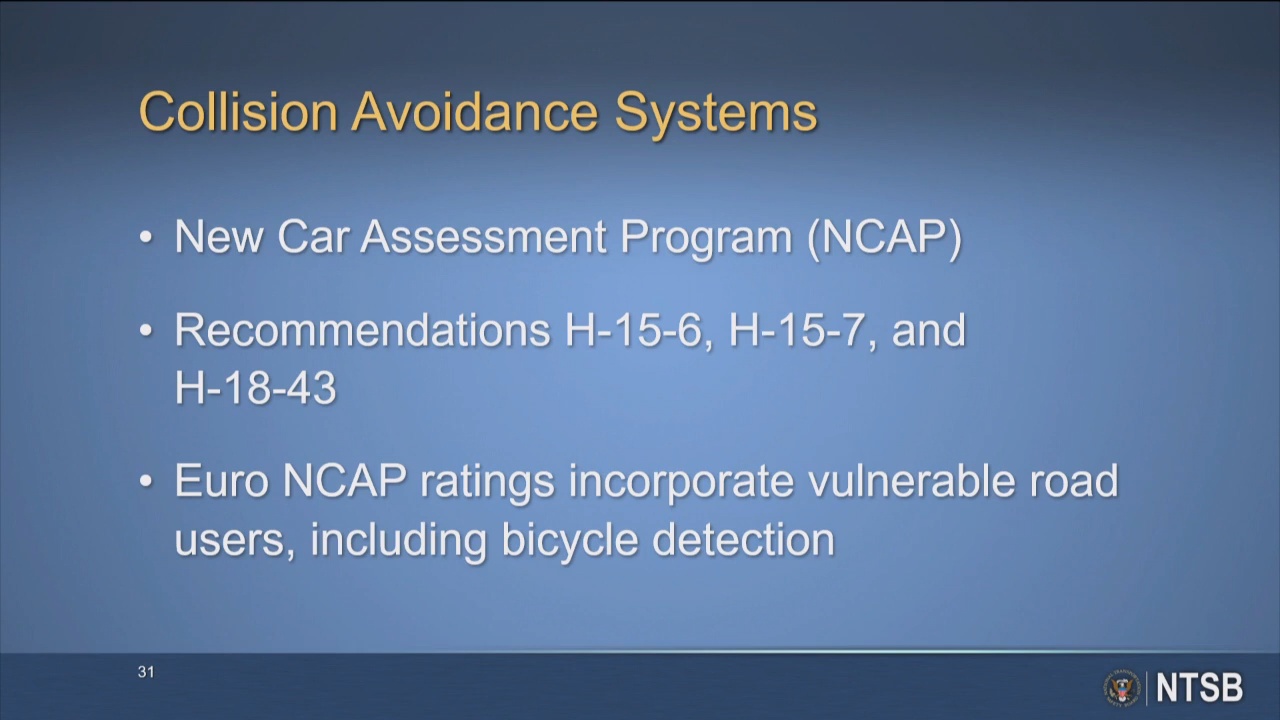 Collision Avoidance Systems
• New Car Assessment Program (NCAP)
• Recommendations H-15-6, H-15-7, and
H-18-43
• Euro NCAP ratings incorporate vulnerable road
users, including bicycle detection
31
NTSB